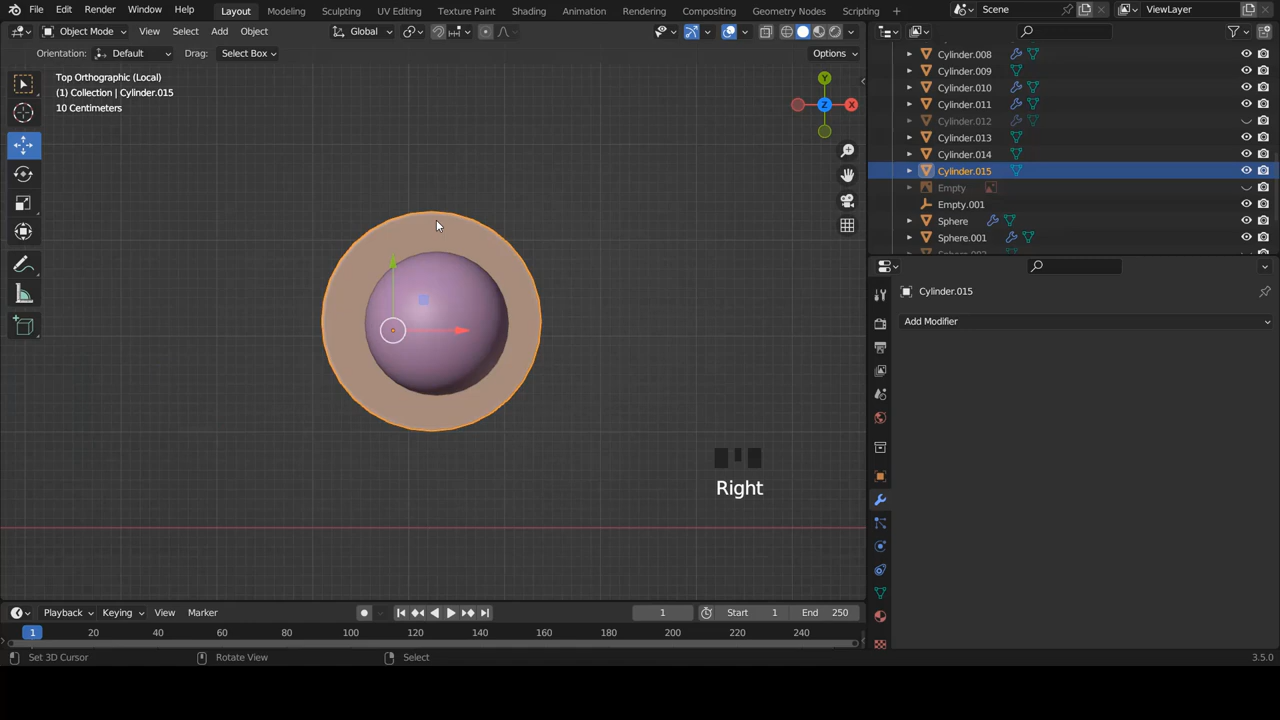 File Edit Render Window Help Layout Modeling Sculpting UV Editing Texture Paint Shading Animation Rendering Compositing Geometry Nodes Scripting + Scene ViewLayer
Object Mode View Select Add Object Global
Orientation: Default Drag: Select Box Options
Top Orthographic (Local)
(1) Collection | Cylinder.015
10 Centimeters
Y
Z
X
Right
Cylinder.008
Cylinder.009
Cylinder.010
Cylinder.011
Cylinder.012
Cylinder.013
Cylinder.014
Cylinder.015
Empty
Empty.001
Sphere
Sphere.001
Cylinder.015
Add Modifier
Playback Keying View Marker 1 Start 1 End 250
1 20 40 60 80 100 120 140 160 180 200 220 240
Set 3D Cursor Rotate View Select 3.5.0